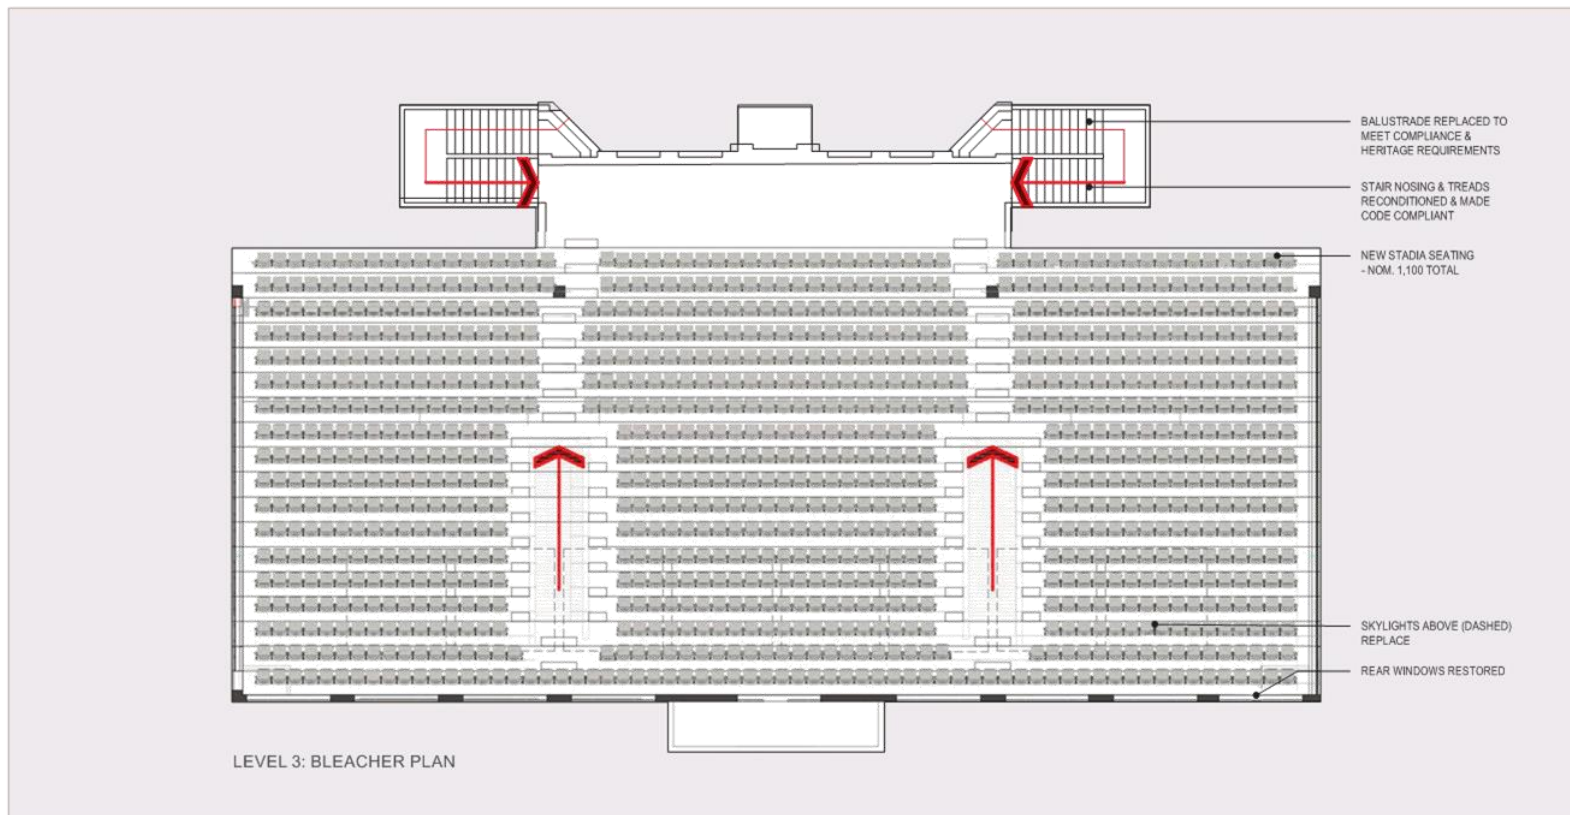 BALUSTRADE REPLACED TO
MEET COMPLIANCE &
HERITAGE REQUIREMENTS
STAIR NOSING & TREADS
RECONDITIONED & MADE
CODE COMPLIANT
NEW STADIA SEATING
- NOM. 1,100 TOTAL
SKYLIGHTS ABOVE (DASHED)
REPLACE
REAR WINDOWS RESTORED
LEVEL 3: BLEACHER PLAN